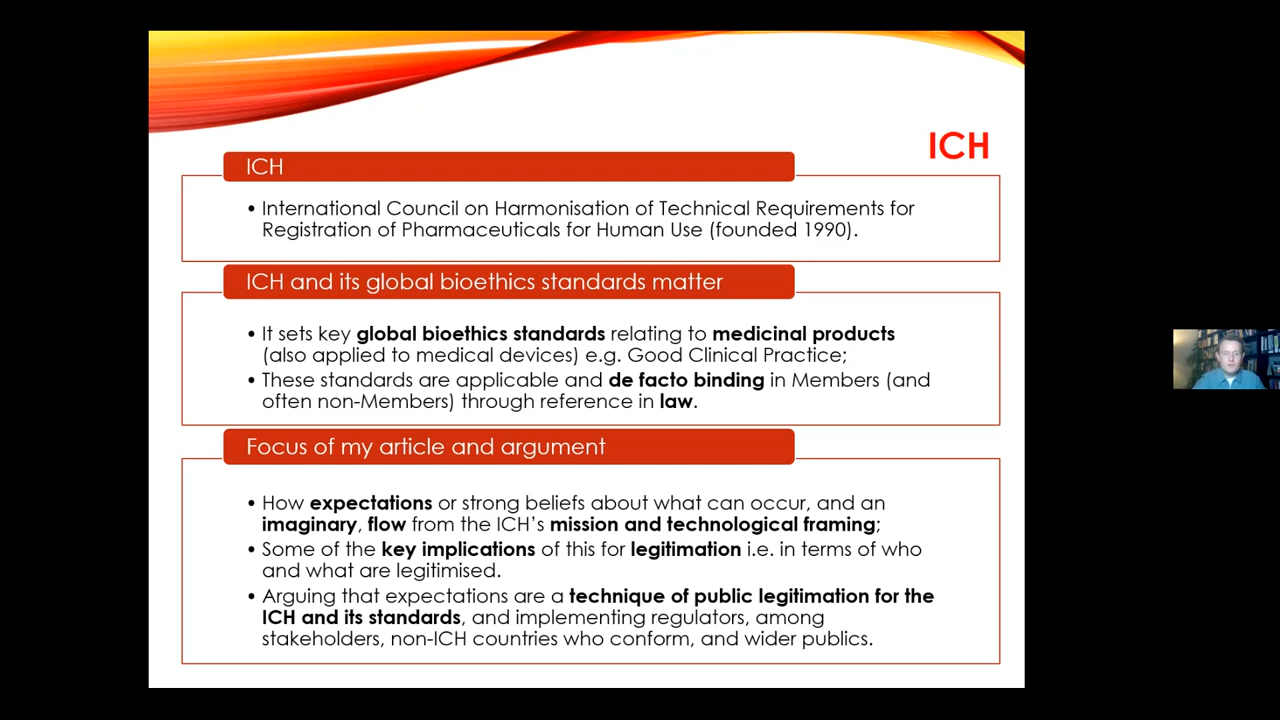 ICH
ICH
• International Council on Harmonisation of Technical Requirements for
Registration of Pharmaceuticals for Human Use (founded 1990).
ICH and its global bioethics standards matter
• It sets key global bioethics standards relating to medicinal products
(also applied to medical devices) e.g. Good Clinical Practice;
• These standards are applicable and de facto binding in Members (and
often non-Members) through reference in law.
Focus of my article and argument
• How expectations or strong beliefs about what can occur, and an
imaginary, flow from the ICH’s mission and technological framing;
• Some of the key implications of this for legitimation i.e. in terms of who
and what are legitimised.
• Arguing that expectations are a technique of public legitimation for the
ICH and its standards, and implementing regulators, among
stakeholders, non-ICH countries who conform, and wider publics.